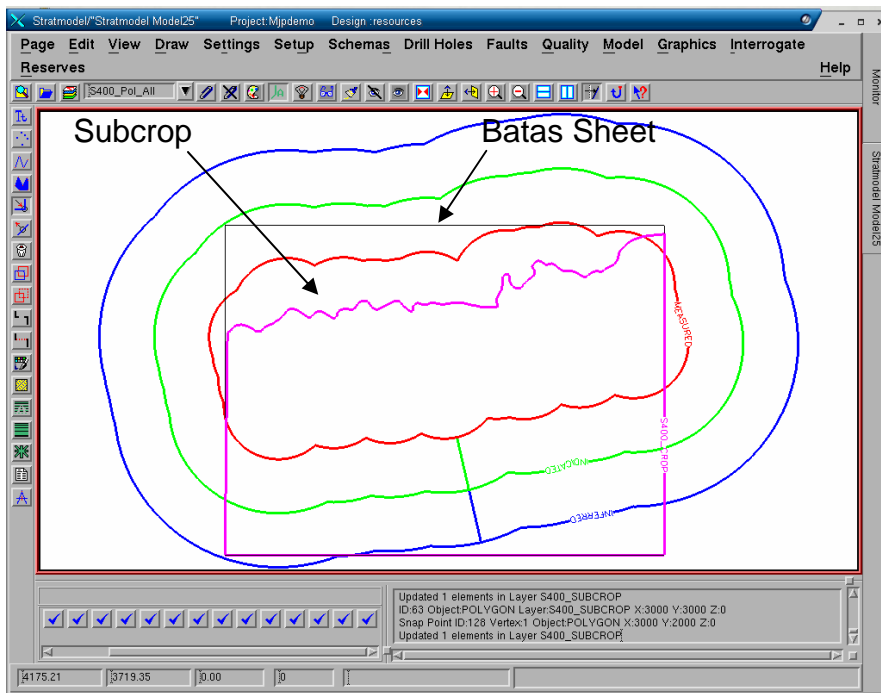 Stratmodel/"Stratmodel Model25" Project:Mjpdemo Design :resources
Page Edit View Draw Settings Setup Schemas Drill Holes Faults Quality Model Graphics Interrogate
Reserves Help
S400_Pol_All
Monitor
Stratmodel Model25
Subcrop Batas Sheet
MEASURED
S400_CROP
INDICATED
INFERRED
Updated 1 elements in Layer S400_SUBCROP
ID:63 Object:POLYGON Layer:S400_SUBCROP X:3000 Y:3000 Z:0
Snap Point ID:128 Vertex:1 Object:POLYGON X:3000 Y:2000 Z:0
Updated 1 elements in Layer S400_SUBCROP
4175.21 3719.35 0.00 0